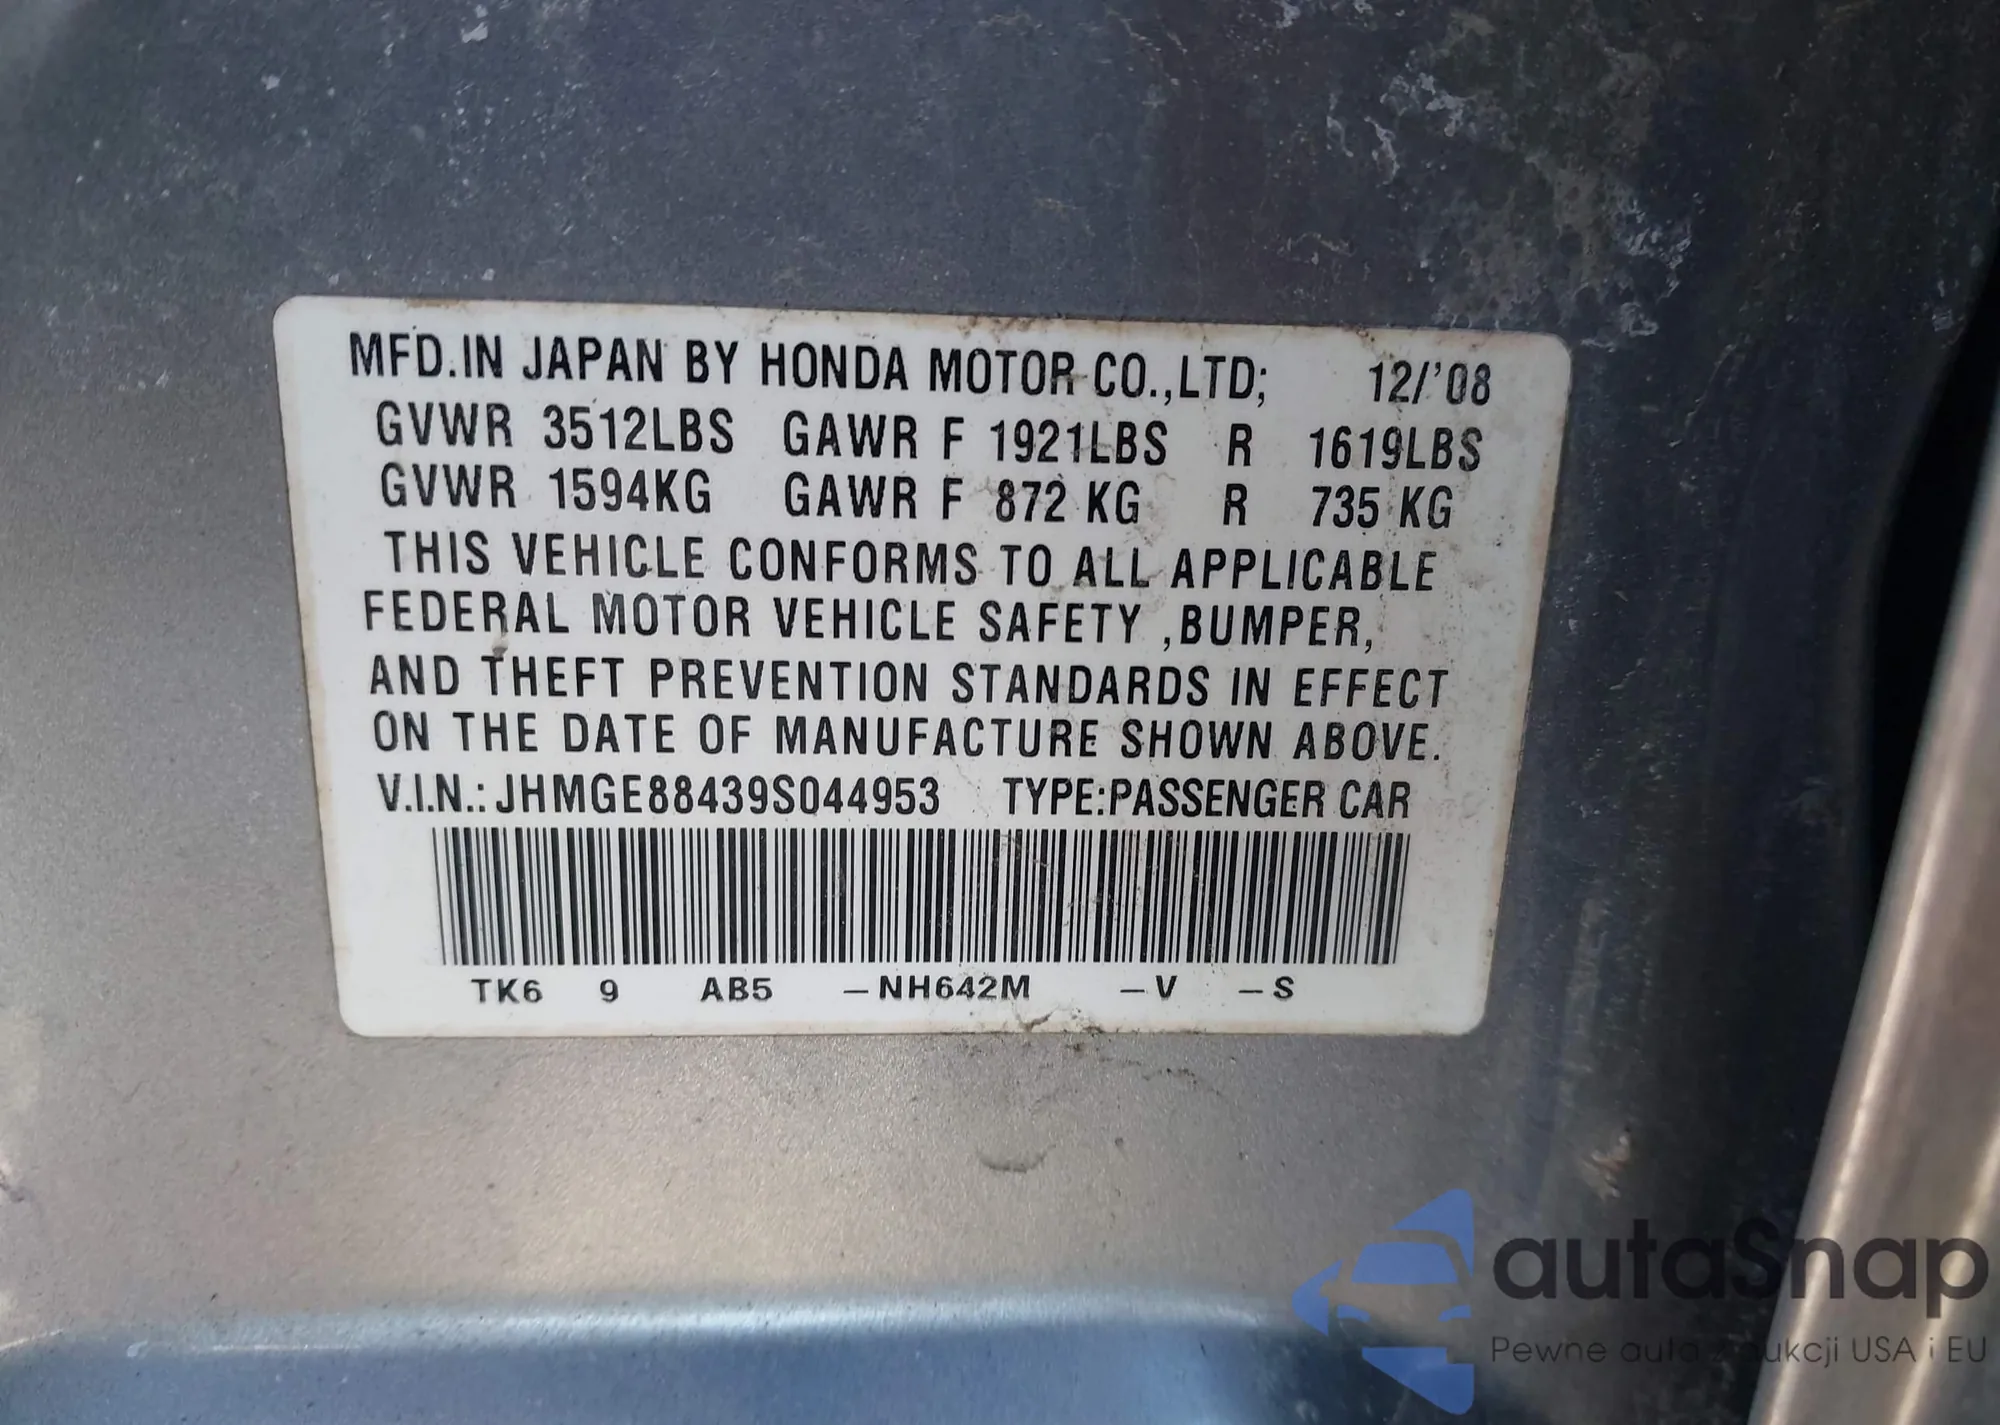 MFD.IN JAPAN BY HONDA MOTOR CO.,LTD; 12/'08
GVWR 3512LBS GAWR F 1921LBS R 1619LBS
GVWR 1594KG GAWR F 872 KG R 735 KG
THIS VEHICLE CONFORMS TO ALL APPLICABLE
FEDERAL MOTOR VEHICLE SAFETY ,BUMPER,
AND THEFT PREVENTION STANDARDS IN EFFECT
ON THE DATE OF MANUFACTURE SHOWN ABOVE.
V.I.N.: JHMGE88439S044953 TYPE:PASSENGER CAR
TK6 9 AB5 –NH642M –V –S
autaSnap
Pewne auta z aukcji USA i EU